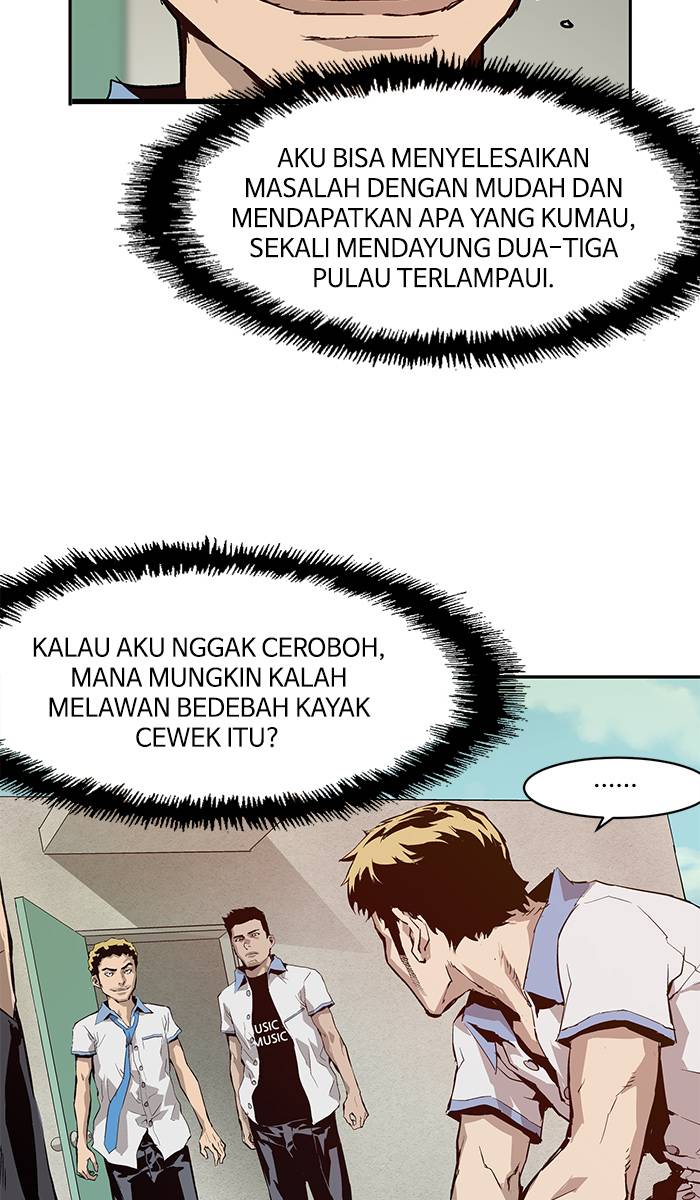 AKU BISA MENYELESAIKAN
MASALAH DENGAN MUDAH DAN
MENDAPATKAN APA YANG KUMAU,
SEKALI MENDAYUNG DUA-TIGA
PULAU TERLAMPAUI.
KALAU AKU NGGAK CEROBOH,
MANA MUNGKIN KALAH
MELAWAN BEDEBAH KAYAK
CEWEK ITU?
......
USIC
MUSIC